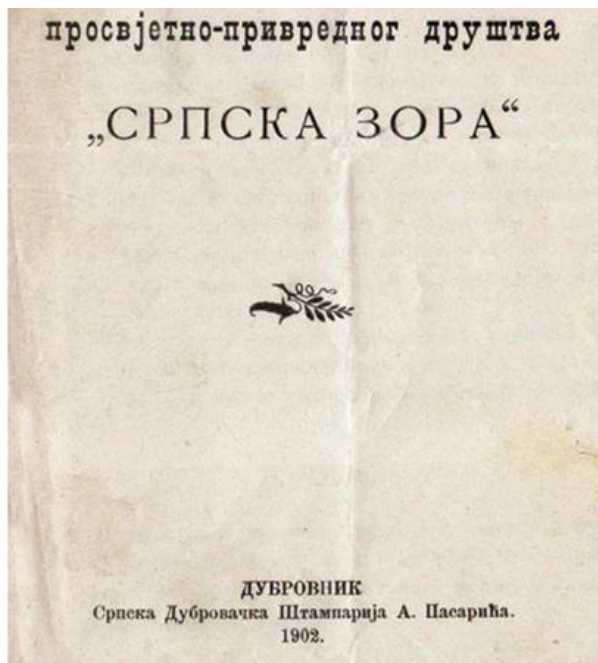 просвјетно-привредног друштва
„СРПСКА ЗОРА“
ДУБРОВНИК
Српска Дубровачка Штампарија А. Пасарића.
1902.